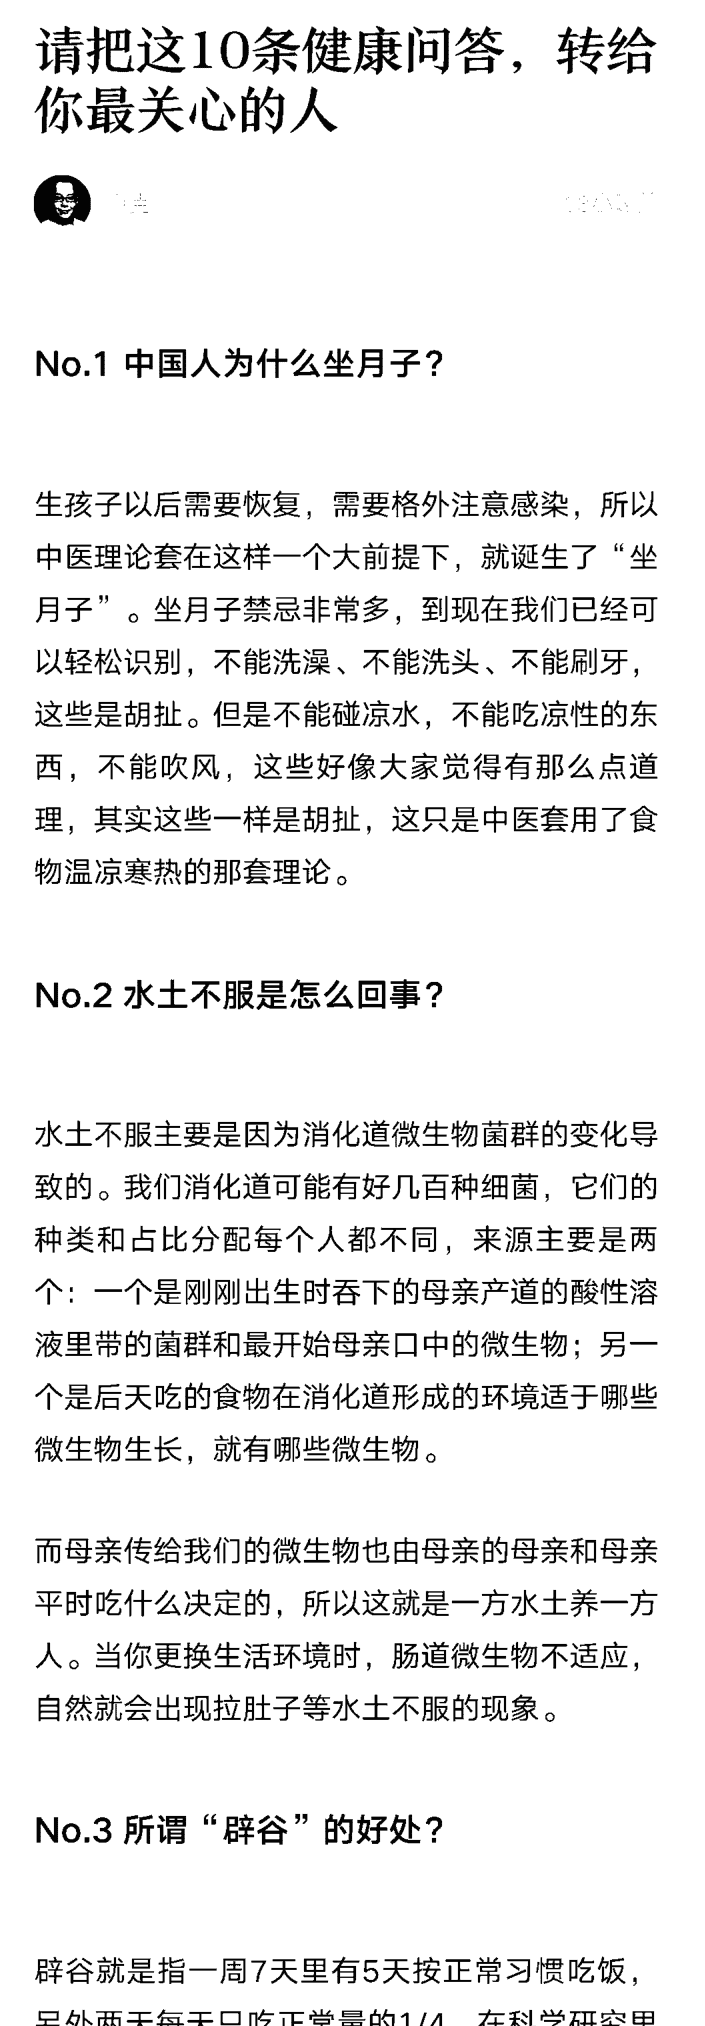 请把这10条健康问答，转给
你最关心的人
No.1 中国人为什么坐月子？
生孩子以后需要恢复，需要格外注意感染，所以
中医理论套在这样一个大前提下，就诞生了“坐
月子”。坐月子禁忌非常多，到现在我们已经可
以轻松识别，不能洗澡、不能洗头、不能刷牙，
这些是胡扯。但是不能碰凉水，不能吃凉性的东
西，不能吹风，这些好像大家觉得有那么点道
理，其实这些一样是胡扯，这只是中医套用了食
物温凉寒热的那套理论。
No.2 水土不服是怎么回事？
水土不服主要是因为消化道微生物菌群的变化导
致的。我们消化道可能有好几百种细菌，它们的
种类和占比分配每个人都不同，来源主要是两
个：一个是刚刚出生时吞下的母亲产道的酸性溶
液里带的菌群和最开始母亲口中的微生物；另一
个是后天吃的食物在消化道形成的环境适于哪些
微生物生长，就有哪些微生物。
而母亲传给我们的微生物也由母亲的母亲和母亲
平时吃什么决定的，所以这就是一方水土养一方
人。当你更换生活环境时，肠道微生物不适应，
自然就会出现拉肚子等水土不服的现象。
No.3 所谓“辟谷”的好处？
辟谷就是指一周7天里有5天按正常习惯吃饭，
另外两天每天只吃正常量的1/4，在科学研究里